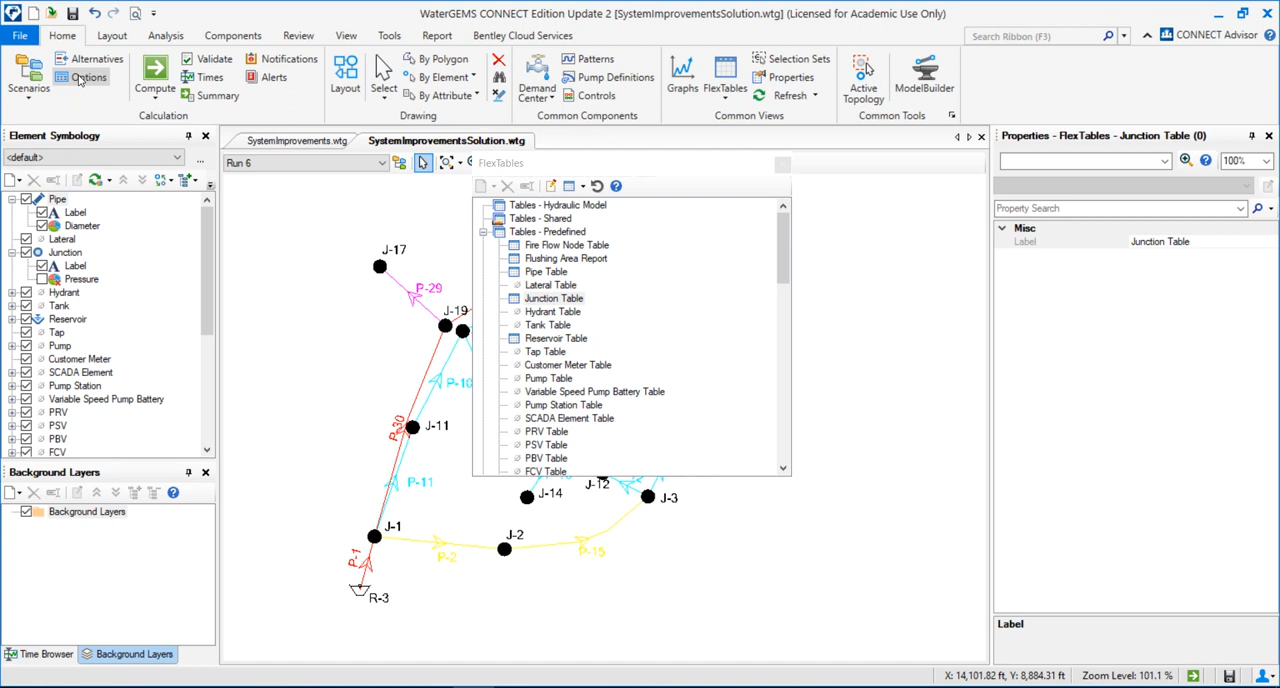 WaterGEMS CONNECT Edition Update 2 [SystemImprovementsSolution.wtg] (Licensed for Academic Use Only)
File Home Layout Analysis Components Review View Tools Report Bentley Cloud Services Search Ribbon (F3) CONNECT Advisor
Scenarios Alternatives Options Compute Validate Times Summary Notifications Alerts
Calculation
Layout Select By Polygon By Element By Attribute
Drawing
Demand Center Patterns Pump Definitions Controls
Common Components
Graphs FlexTables Selection Sets Properties Refresh
Common Views
Active Topology ModelBuilder
Common Tools
Element Symbology
<default>
Pipe
Label
Diameter
Lateral
Junction
Label
Pressure
Hydrant
Tank
Reservoir
Tap
Pump
Customer Meter
SCADA Element
Pump Station
Variable Speed Pump Battery
PRV
PSV
PBV
FCV
Background Layers
Background Layers
Time Browser Background Layers
SystemImprovements.wtg SystemImprovementsSolution.wtg
Run 6
FlexTables
Tables - Hydraulic Model
Tables - Shared
Tables - Predefined
Fire Flow Node Table
Flushing Area Report
Pipe Table
Lateral Table
Junction Table
Hydrant Table
Tank Table
Reservoir Table
Tap Table
Customer Meter Table
Pump Table
Variable Speed Pump Battery Table
Pump Station Table
SCADA Element Table
PRV Table
PSV Table
PBV Table
FCV Table
J-17
P-29
J-19
P-10
P-30
J-11
P-11
J-14
J-12
J-3
J-1
J-2
P-2
P-15
P-1
R-3
Properties - FlexTables - Junction Table (0)
100%
Property Search
Misc
Label Junction Table
Label
X: 14,101.82 ft, Y: 8,884.31 ft Zoom Level: 101.1 %